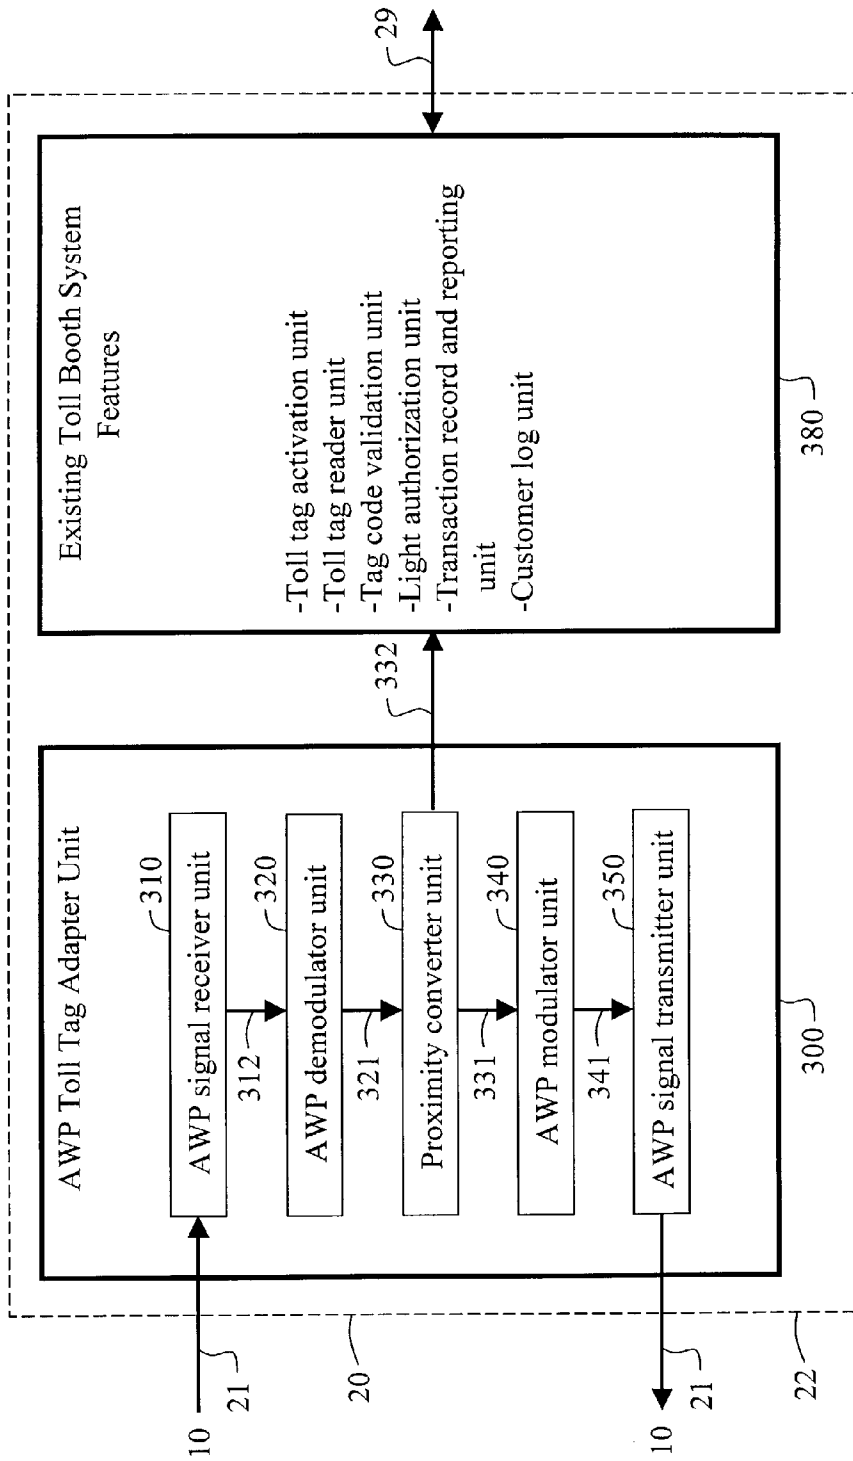 AWP Toll Tag Adapter Unit
310
AWP signal receiver unit
312
320
AWP demodulator unit
321
330
Proximity converter unit
331
340
AWP modulator unit
341
350
AWP signal transmitter unit
300
332
Existing Toll Booth System
Features
-Toll tag activation unit
-Toll tag reader unit
-Tag code validation unit
-Light authorization unit
-Transaction record and reporting
unit
-Customer log unit
380
29
10
21
20
10
21
22